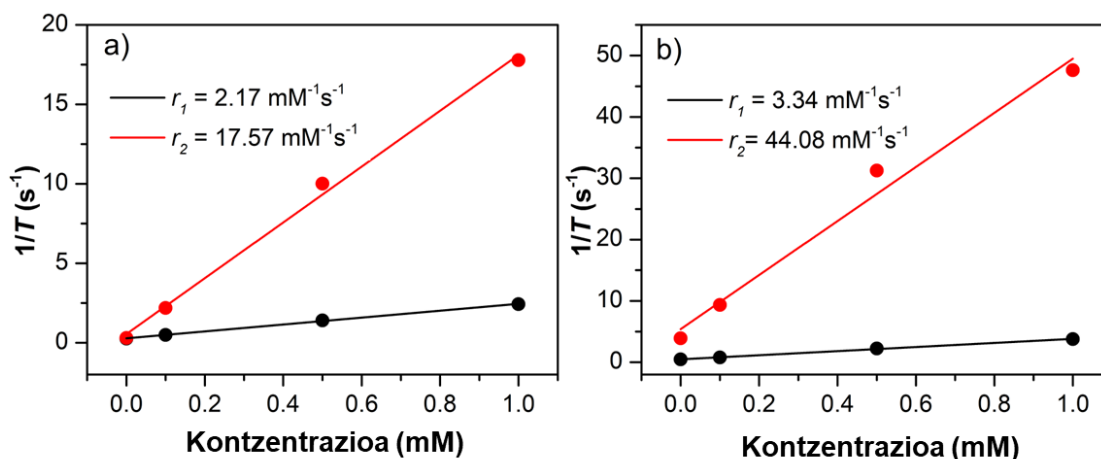 a)
r₁ = 2.17 mM⁻¹s⁻¹
r₂ = 17.57 mM⁻¹s⁻¹
1/T (s⁻¹)
20
15
10
5
0
0.0 0.2 0.4 0.6 0.8 1.0
Kontzentrazioa (mM)
b)
r₁ = 3.34 mM⁻¹s⁻¹
r₂= 44.08 mM⁻¹s⁻¹
1/T (s⁻¹)
50
40
30
20
10
0
0.0 0.2 0.4 0.6 0.8 1.0
Kontzentrazioa (mM)